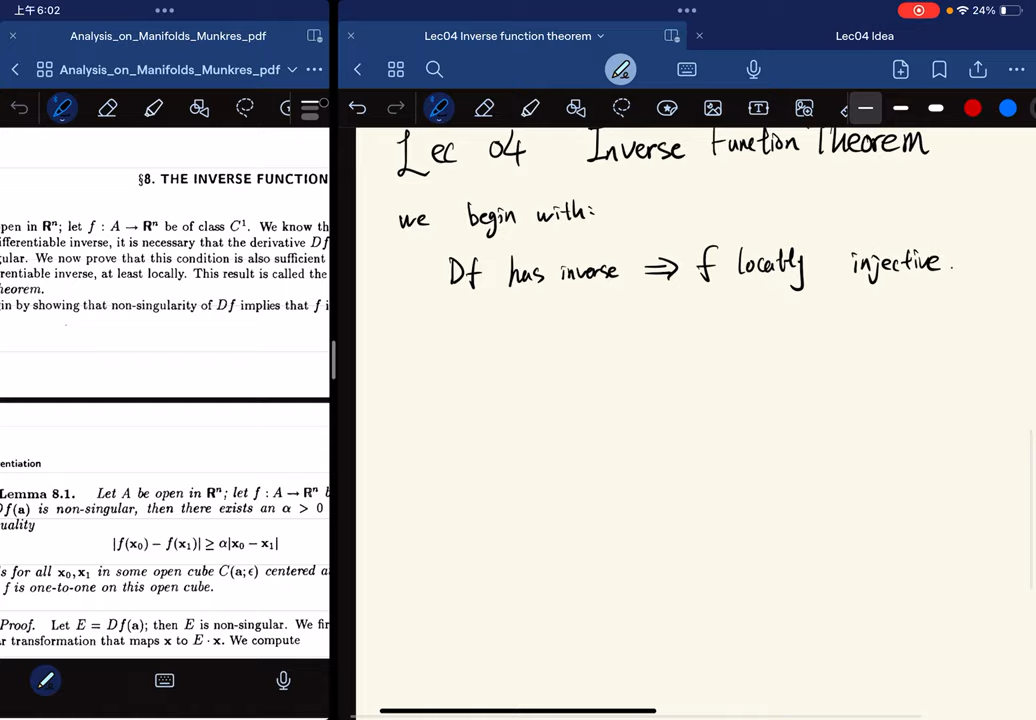 上午6:02
24%
Analysis_on_Manifolds_Munkres_pdf
Lec04 Inverse function theorem
Lec04 Idea
Analysis_on_Manifolds_Munkres_pdf
§8. THE INVERSE FUNCTION
pen in Rⁿ; let f : A → Rⁿ be of class C¹. We know th
ifferentiable inverse, it is necessary that the derivative Df
gular. We now prove that this condition is also sufficient
rentiable inverse, at least locally. This result is called the
heorem.
gin by showing that non-singularity of Df implies that f i
entiation
Lemma 8.1. Let A be open in Rⁿ; let f : A → Rⁿ b
Df(a) is non-singular, then there exists an α > 0
quality
|f(x₀) − f(x₁)| ≥ α|x₀ − x₁|
s for all x₀, x₁ in some open cube C(a; ϵ) centered a
f is one-to-one on this open cube.
Proof. Let E = Df(a); then E is non-singular. We fir
ar transformation that maps x to E · x. We compute
Lec 04 Inverse Function Theorem
we begin with:
Df has inverse ⇒ f locally injective.